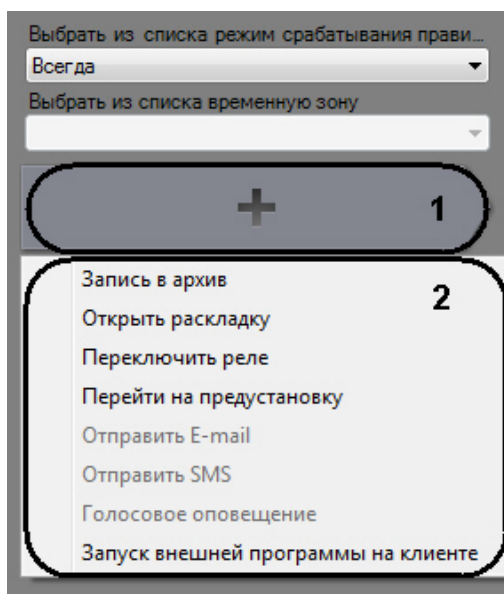 Выбрать из списка режим срабатывания прави...
Всегда
Выбрать из списка временную зону
+ 1
2
Запись в архив
Открыть раскладку
Переключить реле
Перейти на предустановку
Отправить E-mail
Отправить SMS
Голосовое оповещение
Запуск внешней программы на клиенте